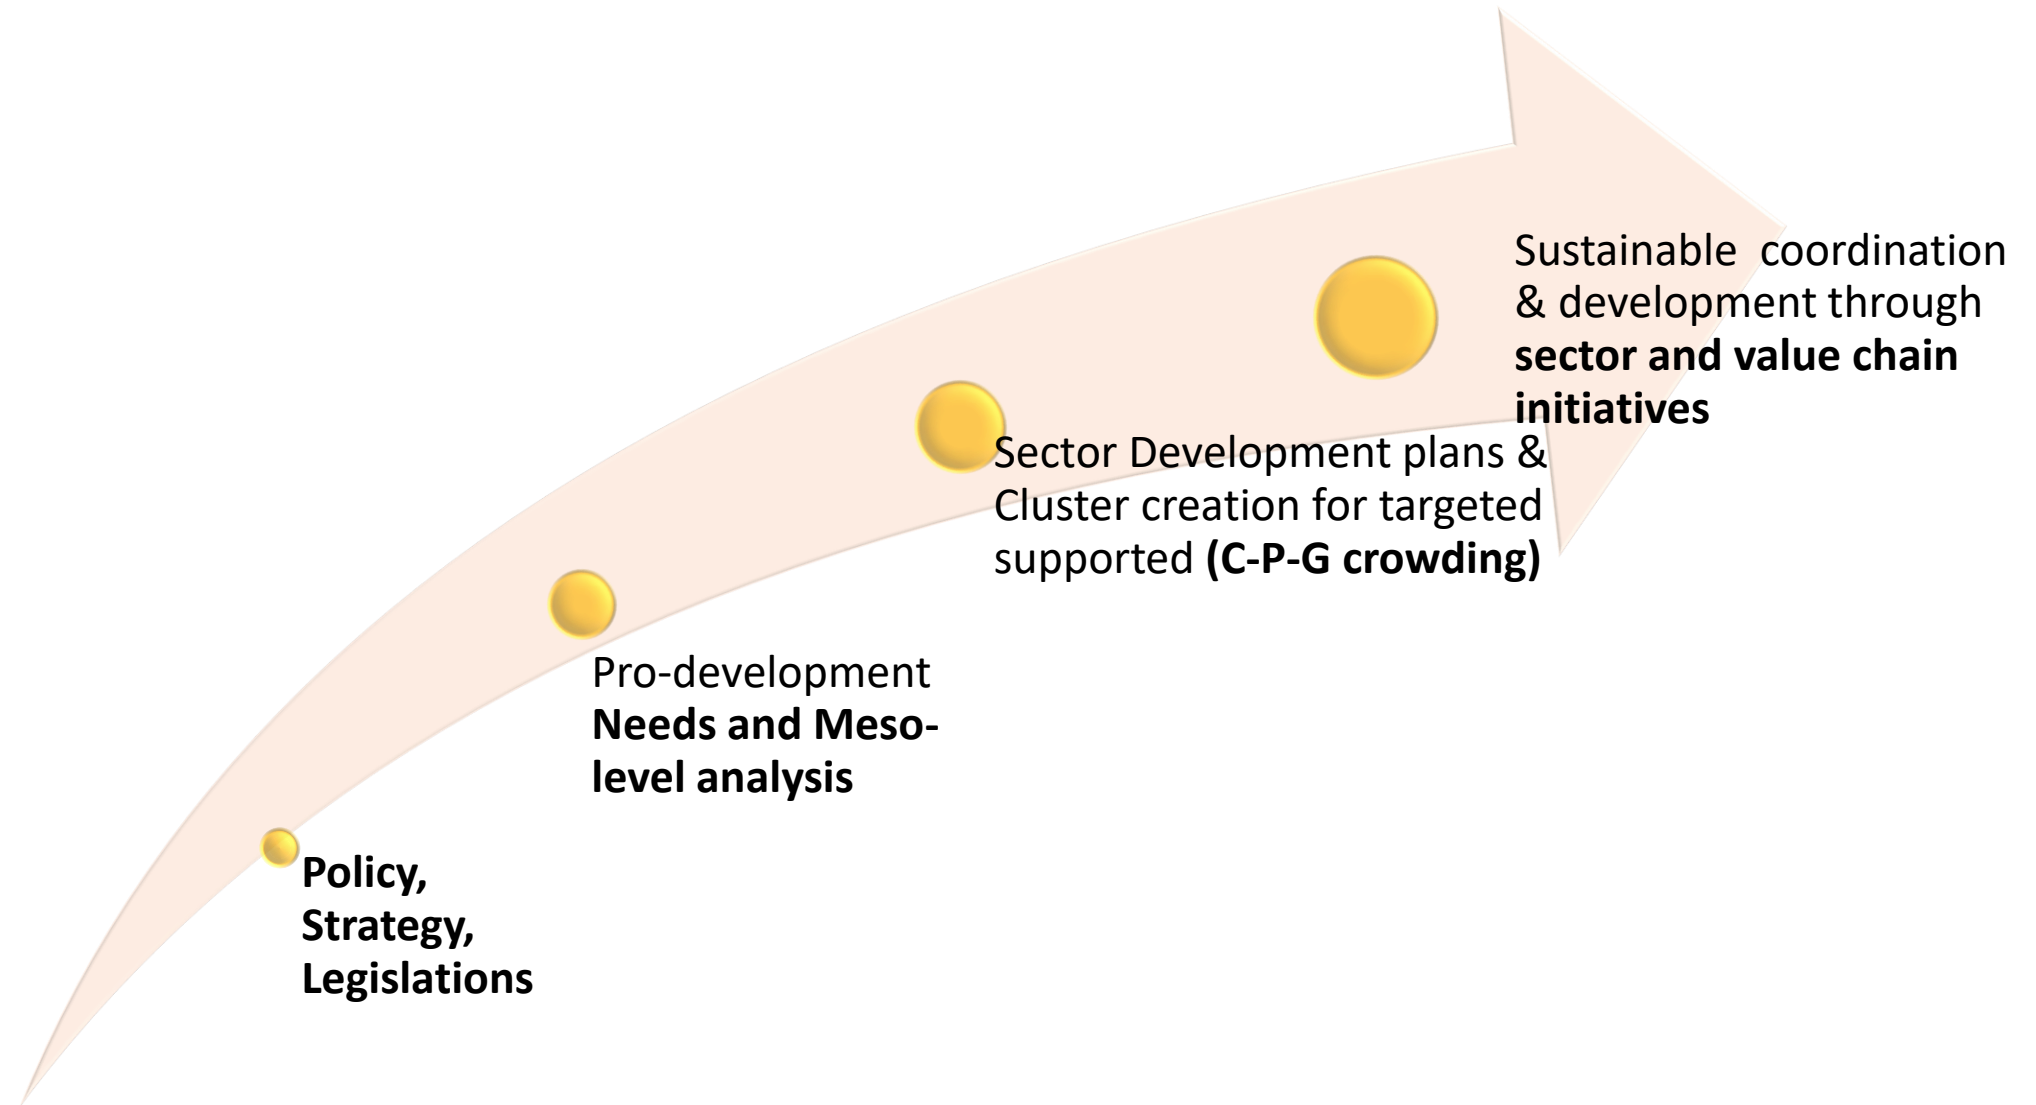 Sustainable  coordination
& development through
sector and value chain
initiatives
Sector Development plans &
Cluster creation for targeted
supported (C-P-G crowding)
Pro-development
Needs and Meso-
level analysis
Policy,
Strategy,
Legislations